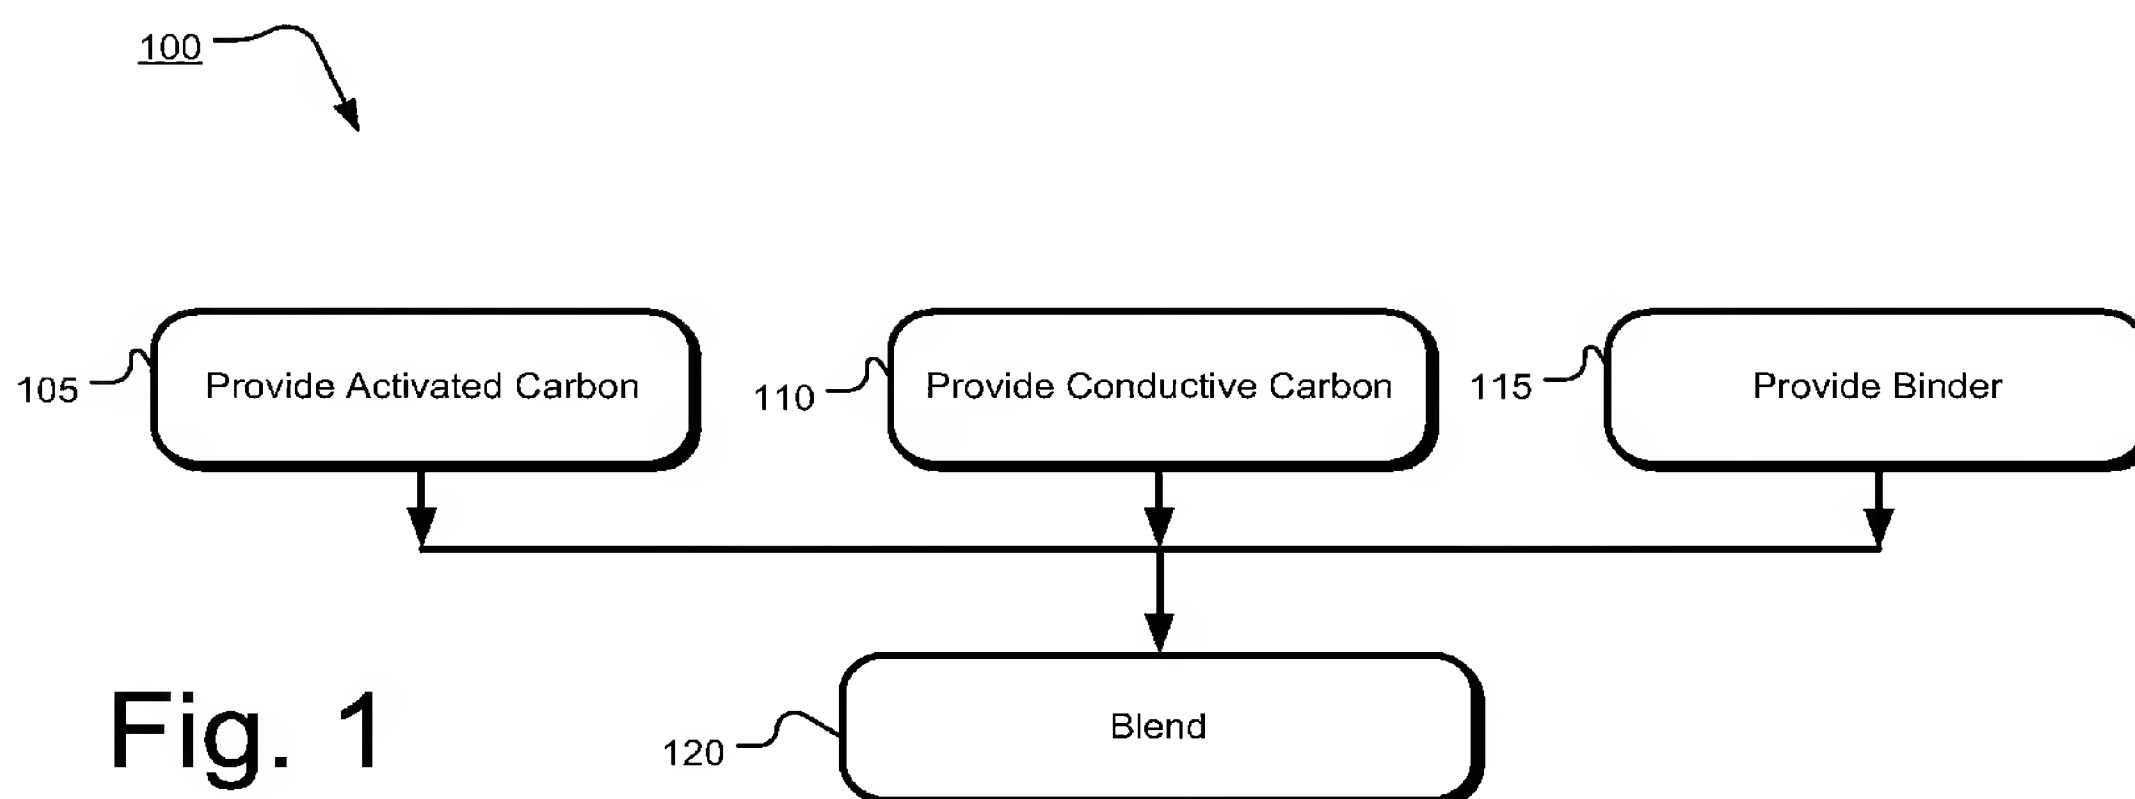 100
105
Provide Activated Carbon
110
Provide Conductive Carbon
115
Provide Binder
120
Blend
Fig. 1